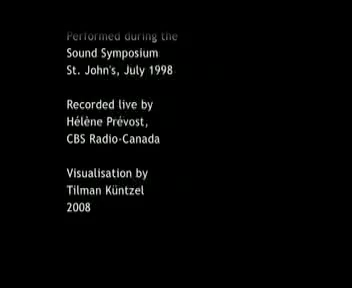 Performed during the
Sound Symposium
St. John's, July 1998
Recorded live by
Hélène Prévost,
CBS Radio-Canada
Visualisation by
Tilman Küntzel
2008